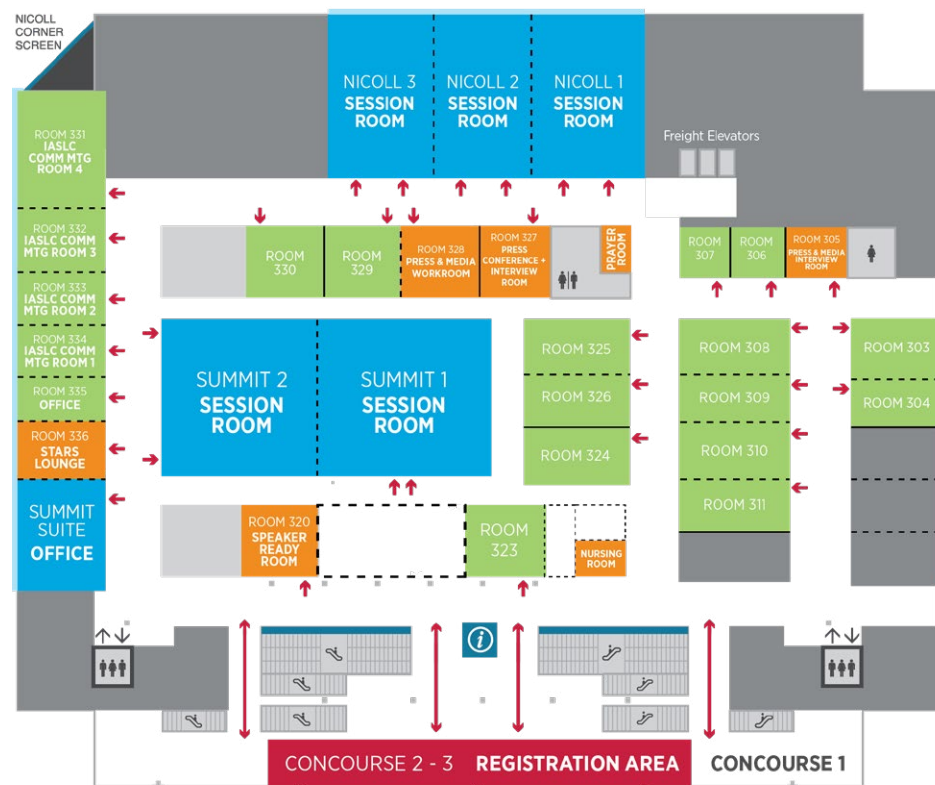 NICOLL
CORNER
SCREEN
NICOLL 3
SESSION
ROOM
NICOLL 2
SESSION
ROOM
NICOLL 1
SESSION
ROOM
Freight Elevators
ROOM 331
IASLC
COMM MTG
ROOM 4
ROOM 332
IASLC COMM
MTG ROOM 3
ROOM 333
IASLC COMM
MTG ROOM 2
ROOM 334
IASLC COMM
MTG ROOM 1
ROOM 335
OFFICE
ROOM 336
STARS
LOUNGE
SUMMIT
SUITE
OFFICE
ROOM
330
ROOM
329
ROOM 328
PRESS & MEDIA
WORKROOM
ROOM 327
PRESS
CONFERENCE +
INTERVIEW
ROOM
PRAYER
ROOM
ROOM
307
ROOM
306
ROOM 305
PRESS & MEDIA
INTERVIEW
ROOM
SUMMIT 2
SESSION
ROOM
SUMMIT 1
SESSION
ROOM
ROOM 325
ROOM 326
ROOM 324
ROOM 308
ROOM 309
ROOM 310
ROOM 311
ROOM 303
ROOM 304
ROOM 320
SPEAKER
READY
ROOM
ROOM
323
NURSING
ROOM
i
CONCOURSE 2 - 3 REGISTRATION AREA
CONCOURSE 1